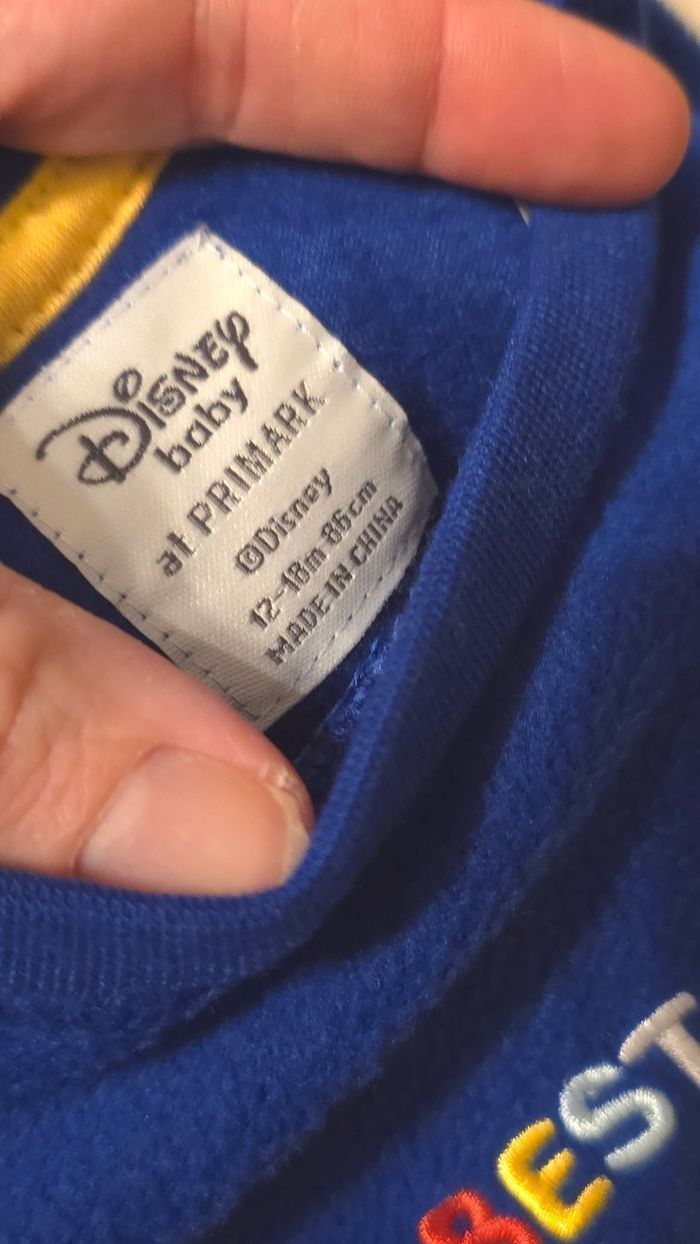 Disney
baby
at PRIMARK
©Disney
12-18m 86cm
MADE IN CHINA
BEST